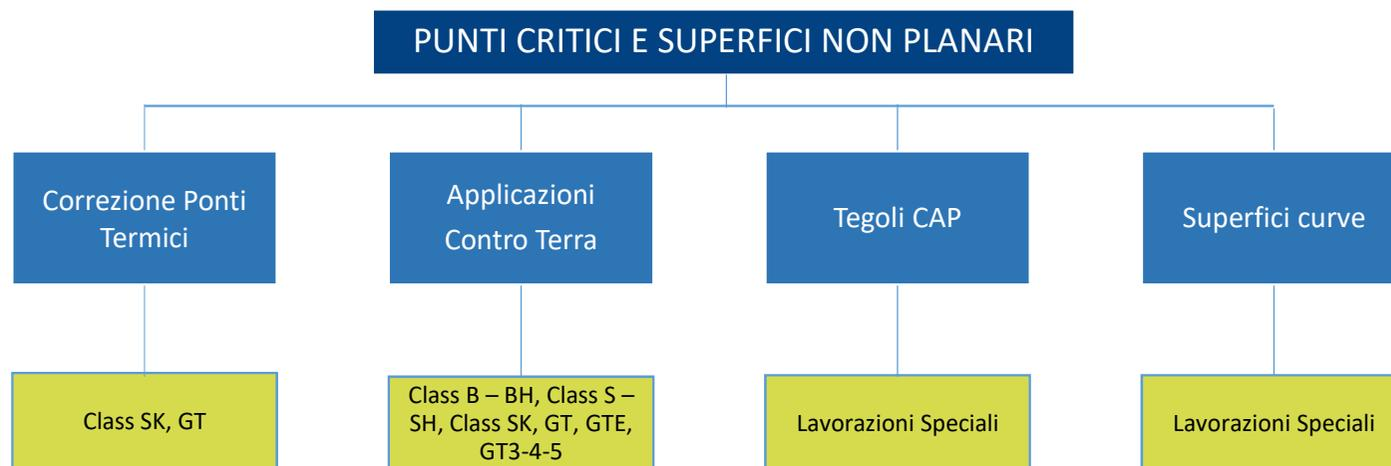 PUNTI CRITICI E SUPERFICI NON PLANARI
Correzione Ponti
Termici
Applicazioni
Contro Terra
Tegoli CAP
Superfici curve
Class SK, GT
Class B – BH, Class S –
SH, Class SK, GT, GTE,
GT3-4-5
Lavorazioni Speciali
Lavorazioni Speciali